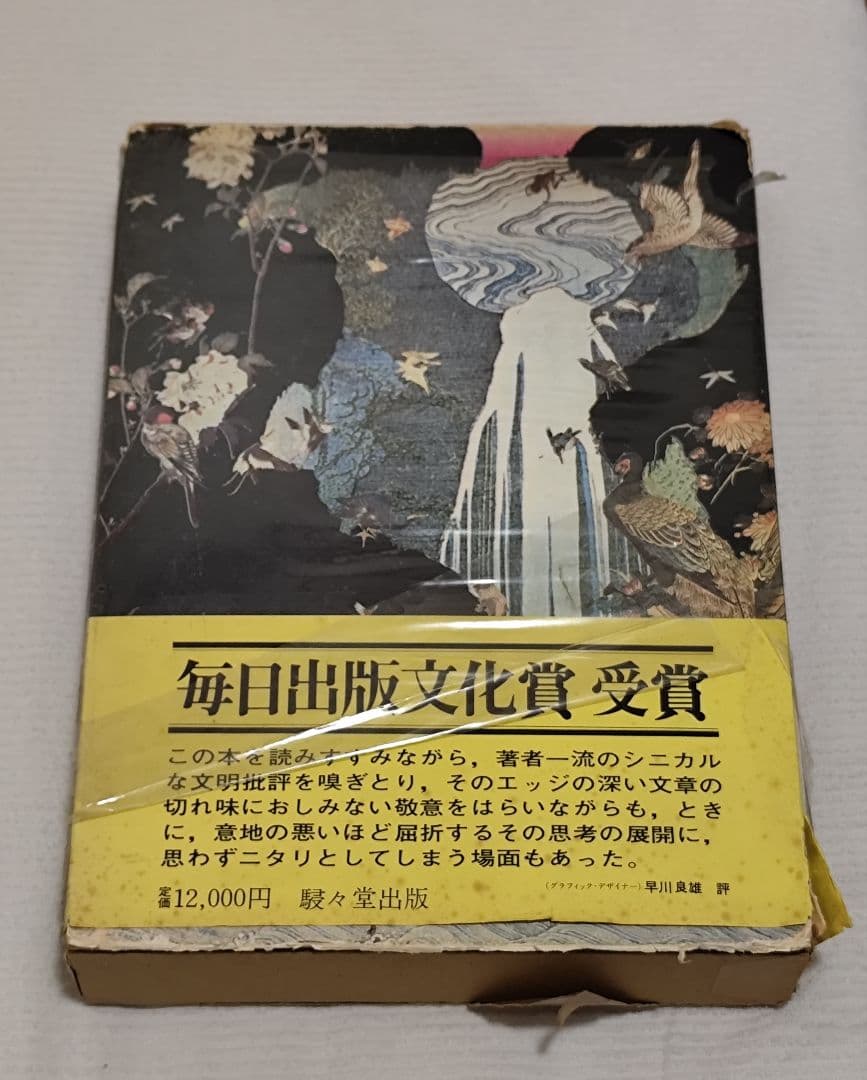 毎日出版文化賞 受賞
この本を読みすすみながら，著者一流のシニカル
な文明批評を嗅ぎとり，そのエッジの深い文章の
切れ味におしみない敬意をはらいながらも，とき
に，意地の悪いほど屈折するその思考の展開に，
思わずニタリとしてしまう場面もあった。
(グラフィック・デザイナー) 早川良雄 評
定価12,000円 駸々堂出版